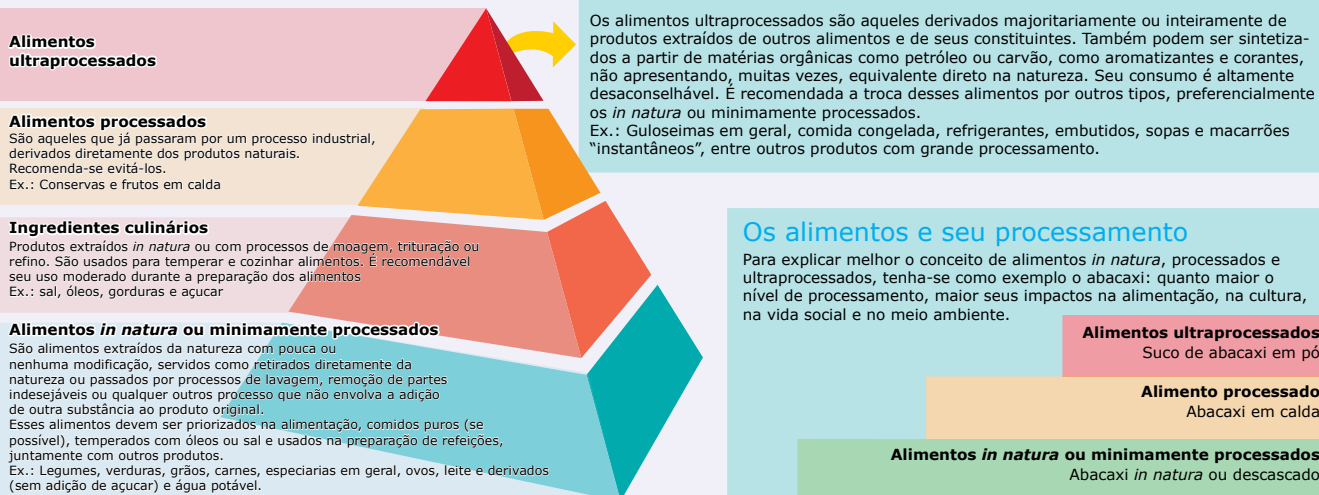 Alimentos
ultraprocessados
Os alimentos ultraprocessados são aqueles derivados majoritariamente ou inteiramente de
produtos extraídos de outros alimentos e de seus constituintes. Também podem ser sintetiza-
dos a partir de matérias orgânicas como petróleo ou carvão, como aromatizantes e corantes,
não apresentando, muitas vezes, equivalente direto na natureza. Seu consumo é altamente
desaconselhável. É recomendada a troca desses alimentos por outros tipos, preferencialmente
os in natura ou minimamente processados.
Ex.: Guloseimas em geral, comida congelada, refrigerantes, embutidos, sopas e macarrões
“instantâneos”, entre outros produtos com grande processamento.
Alimentos processados
São aqueles que já passaram por um processo industrial,
derivados diretamente dos produtos naturais.
Recomenda-se evitá-los.
Ex.: Conservas e frutos em calda
Ingredientes culinários
Produtos extraídos in natura ou com processos de moagem, trituração ou
refino. São usados para temperar e cozinhar alimentos. É recomendável
seu uso moderado durante a preparação dos alimentos
Ex.: sal, óleos, gorduras e açucar
Alimentos in natura ou minimamente processados
São alimentos extraídos da natureza com pouca ou
nenhuma modificação, servidos como retirados diretamente da
natureza ou passados por processos de lavagem, remoção de partes
indesejáveis ou qualquer outros processo que não envolva a adição
de outra substância ao produto original.
Esses alimentos devem ser priorizados na alimentação, comidos puros (se
possível), temperados com óleos ou sal e usados na preparação de refeições,
juntamente com outros produtos.
Ex.: Legumes, verduras, grãos, carnes, especiarias em geral, ovos, leite e derivados
(sem adição de açucar) e água potável.
Os alimentos e seu processamento
Para explicar melhor o conceito de alimentos in natura, processados e
ultraprocessados, tenha-se como exemplo o abacaxi: quanto maior o
nível de processamento, maior seus impactos na alimentação, na cultura,
na vida social e no meio ambiente.
Alimentos ultraprocessados
Suco de abacaxi em pó
Alimento processado
Abacaxi em calda
Alimentos in natura ou minimamente processados
Abacaxi in natura ou descascado